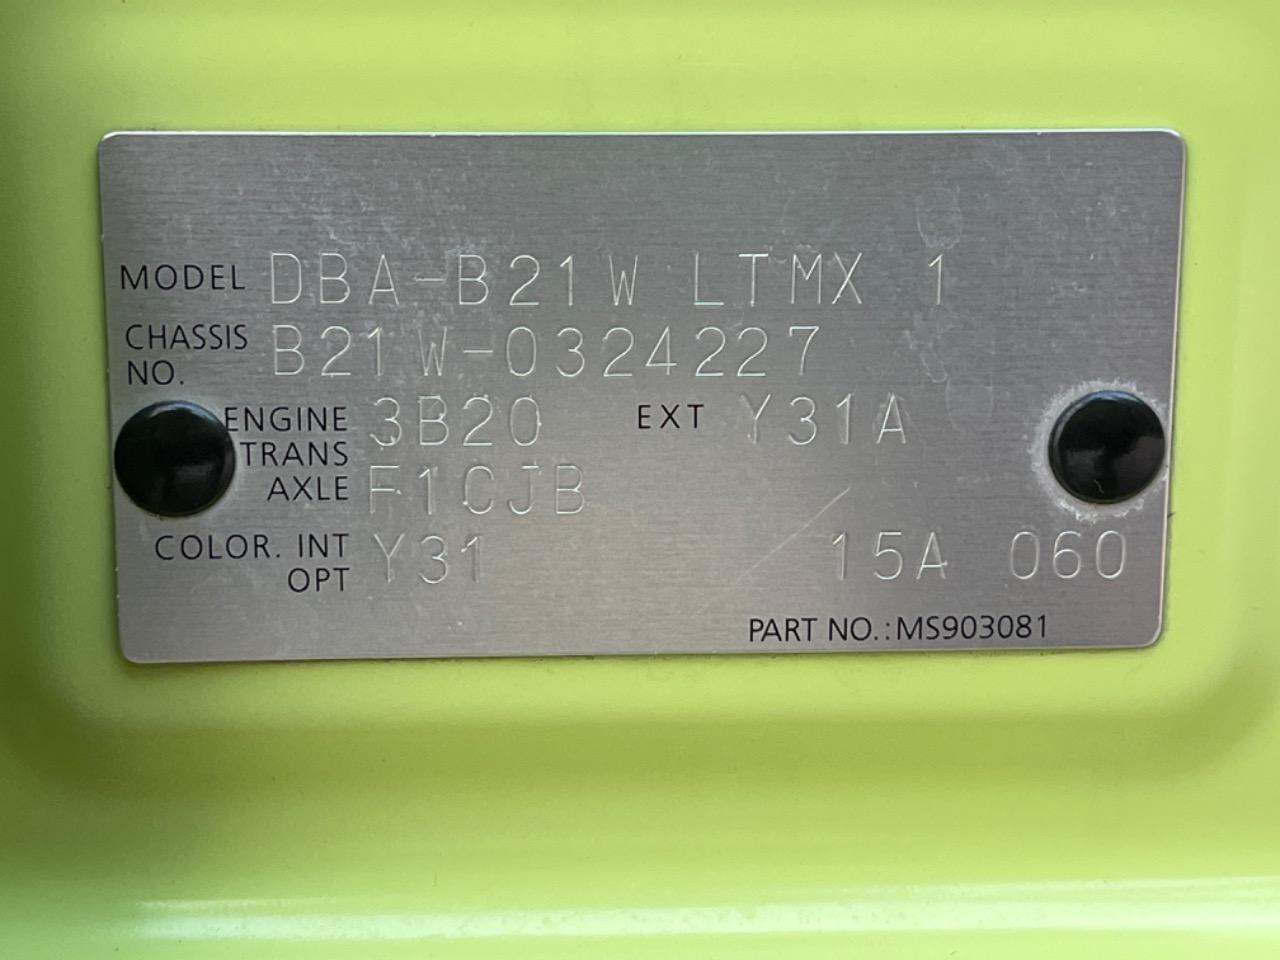 MODEL DBA-B21W LTMX 1
CHASSIS NO. B21W-0324227
ENGINE 3B20 EXT Y31A
TRANS AXLE F1CJB
COLOR. INT OPT Y31 15A 060
PART NO.:MS903081